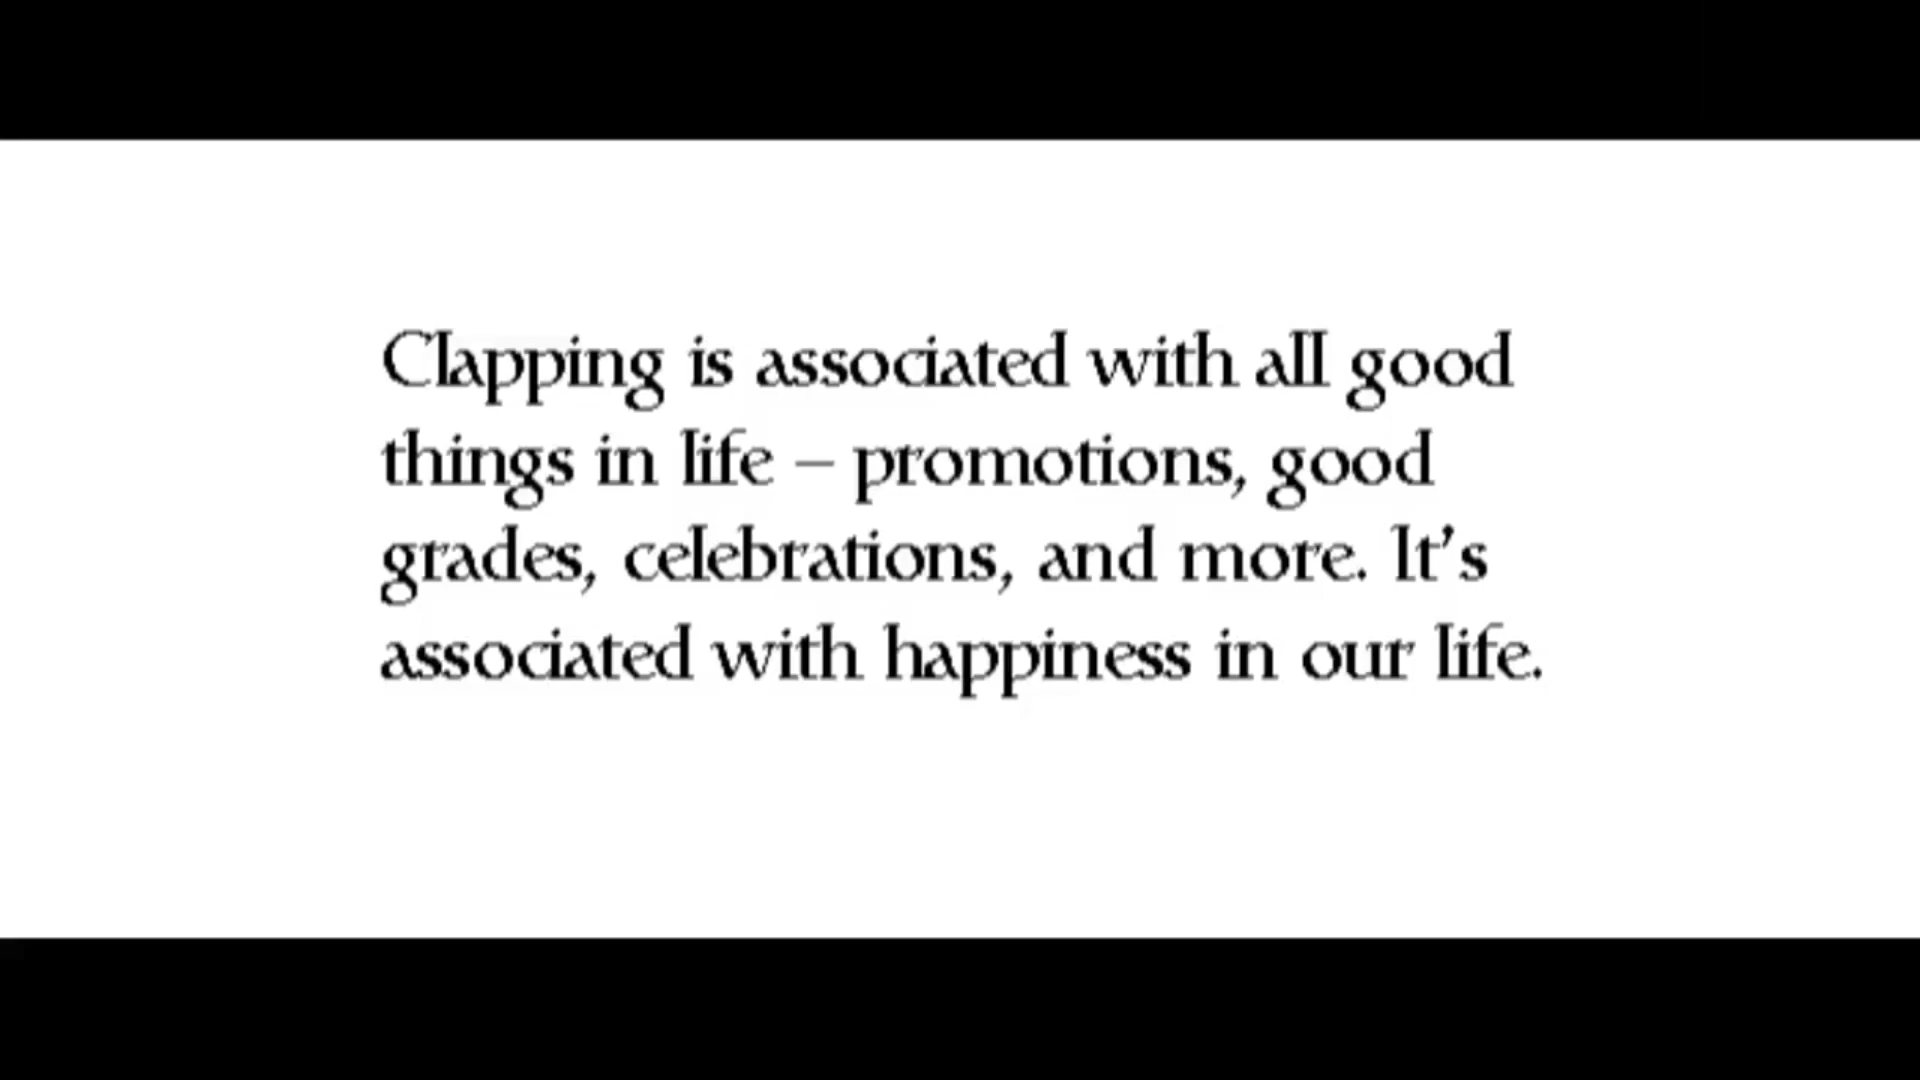 Clapping is associated with all good
things in life – promotions, good
grades, celebrations, and more. It’s
associated with happiness in our life.